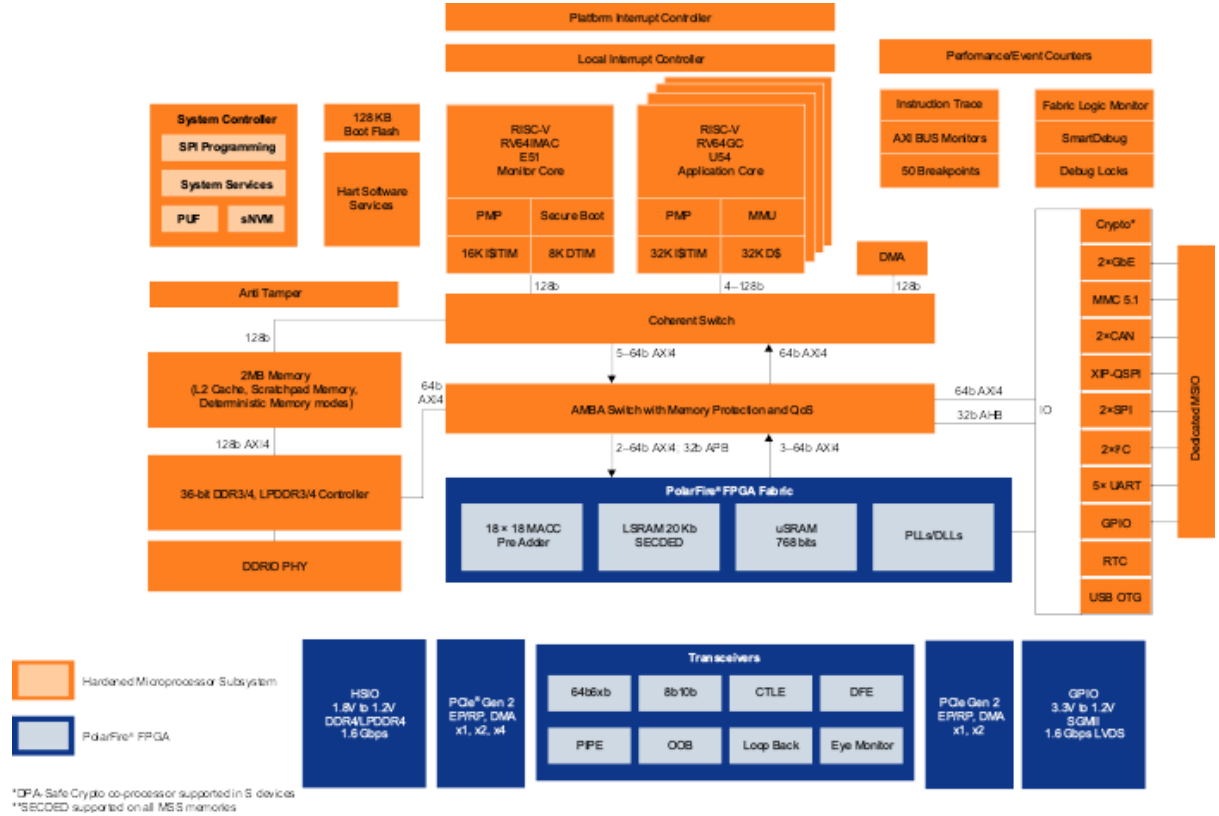 Platform Interrupt Controller
Local Interrupt Controller
Perfomance/Event Counters
System Controller
SPI Programming
System Services
PUF
sNVM
128 KB
Boot Flash
Hart Software
Services
RISC-V
RV64IMAC
E51
Monitor Core
PMP
Secure Boot
16K I$/TIM
8K DTIM
RISC-V
RV64GC
U54
Application Core
PMP
MMU
32K I$/TIM
32K D$
Instruction Trace
AXI BUS Monitors
50 Breakpoints
Fabric Logic Monitor
SmartDebug
Debug Locks
DMA
Anti Tamper
128b
4–128b
128b
Coherent Switch
128b
5–64b AXI4
64b AXI4
2MB Memory
(L2 Cache, Scratchpad Memory,
Deterministic Memory modes)
64b
AXI4
AMBA Switch with Memory Protection and QoS
64b AXI4
32b AHB
IO
128b AXI4
2–64b AXI4; 32b APB
3–64b AXI4
36-bit DDR3/4, LPDDR3/4 Controller
DDRIO PHY
PolarFire® FPGA Fabric
18 × 18 MACC
Pre Adder
LSRAM 20 Kb
SECDED
uSRAM
768 bits
PLLs/DLLs
Crypto*
2×GbE
MMC 5.1
2×CAN
XIP-QSPI
2×SPI
2×I²C
5× UART
GPIO
RTC
USB OTG
Dedicated MSIO
Hardened Microprocessor Subsystem
PolarFire® FPGA
HSIO
1.8V to 1.2V
DDR4/LPDDR4
1.6 Gbps
PCIe® Gen 2
EP/RP, DMA
x1, x2, x4
Transceivers
64b6xb
8b10b
CTLE
DFE
PIPE
OOB
Loop Back
Eye Monitor
PCIe Gen 2
EP/RP, DMA
x1, x2
GPIO
3.3V to 1.2V
SGMII
1.6 Gbps LVDS
*DPA-Safe Crypto co-processor supported in S devices
**SECDED supported on all MSS memories